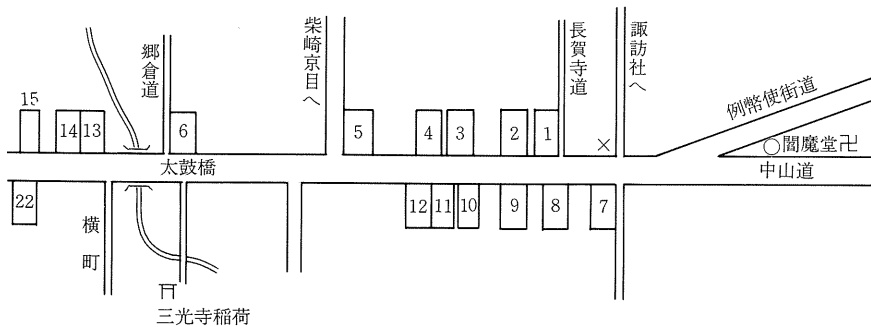 郷倉道
柴崎京目へ
長賀寺道
諏訪社へ
例幣使街道
閻魔堂卍
中山道
×
15
14
13
6
5
4
3
2
1
太鼓橋
22
12
11
10
9
8
7
横町
三光寺稲荷